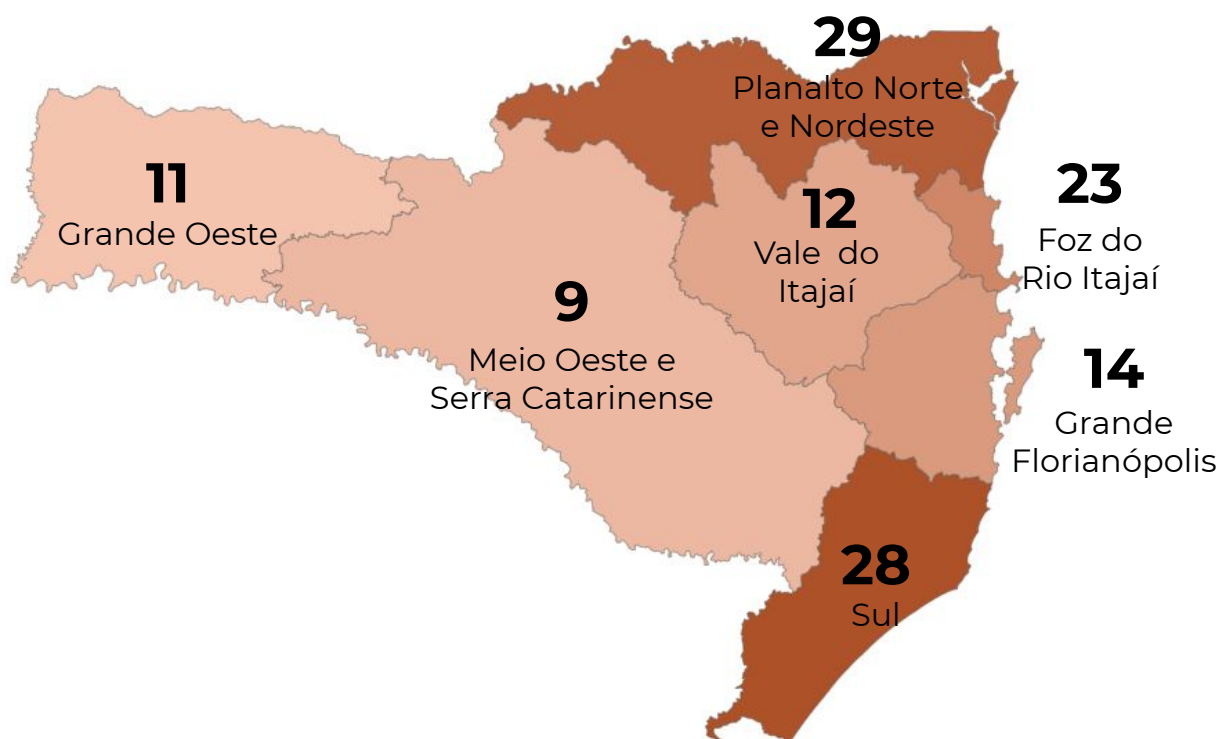 29
Planalto Norte
e Nordeste
11
Grande Oeste
12
Vale do
Itajaí
23
Foz do
Rio Itajaí
9
Meio Oeste e
Serra Catarinense
14
Grande
Florianópolis
28
Sul